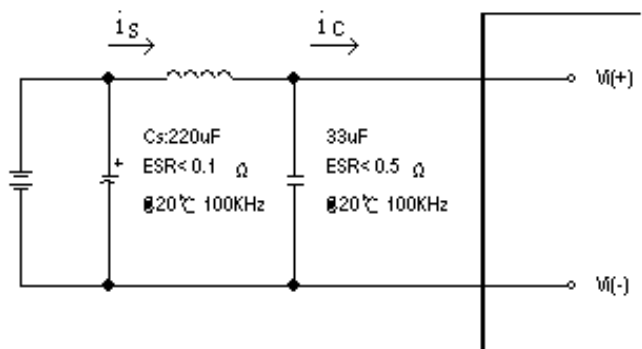 is
ic
Vi(+)
Cs:220uF
ESR< 0.1 Ω
@20℃ 100KHz
+
33uF
ESR< 0.5 Ω
@20℃ 100KHz
Vi(-)